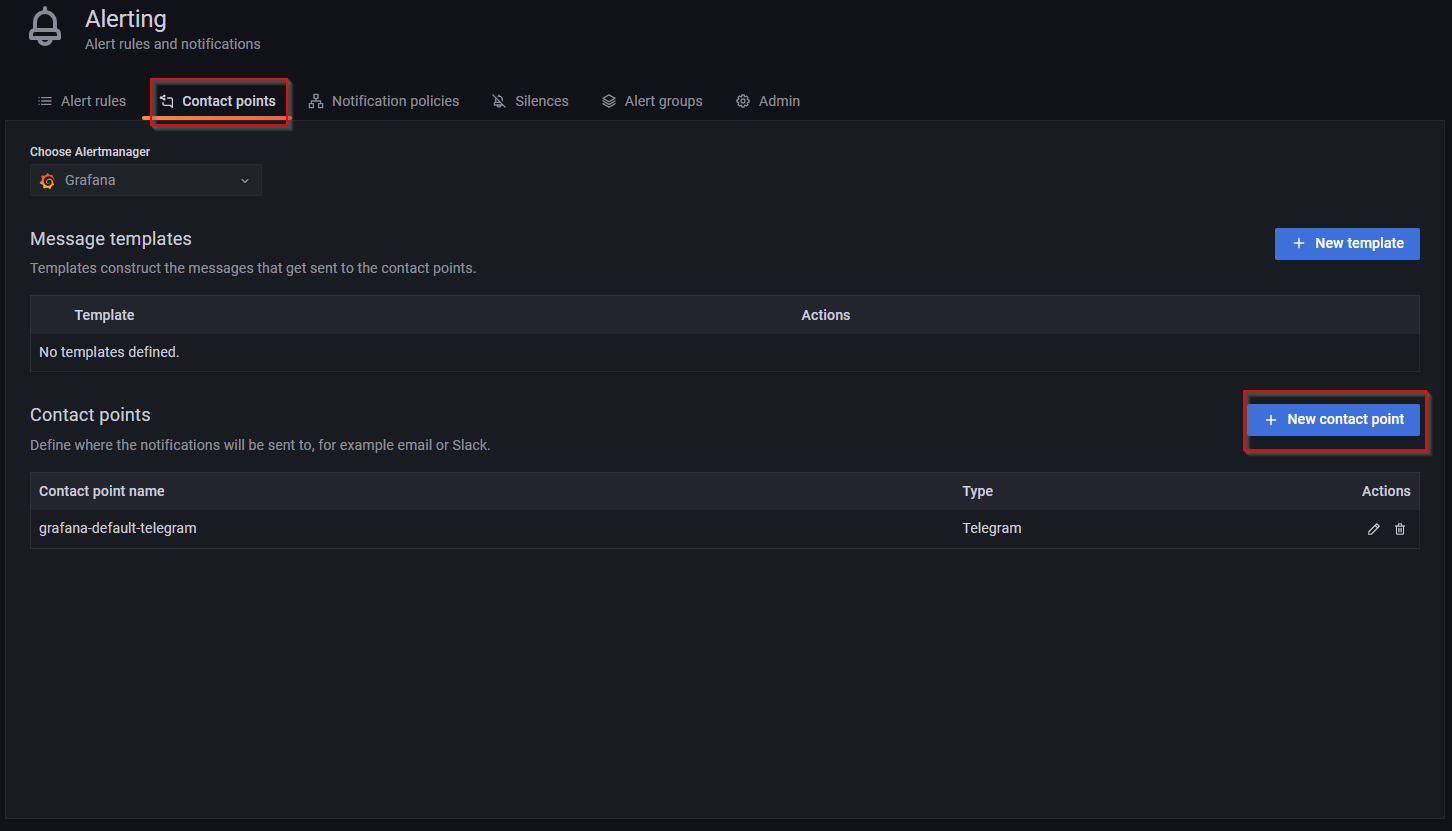 Alerting
Alert rules and notifications
Alert rules Contact points Notification policies Silences Alert groups Admin
Choose Alertmanager
Grafana
Message templates
New template
Templates construct the messages that get sent to the contact points.
Template Actions
No templates defined.
Contact points
New contact point
Define where the notifications will be sent to, for example email or Slack.
Contact point name Type Actions
grafana-default-telegram Telegram